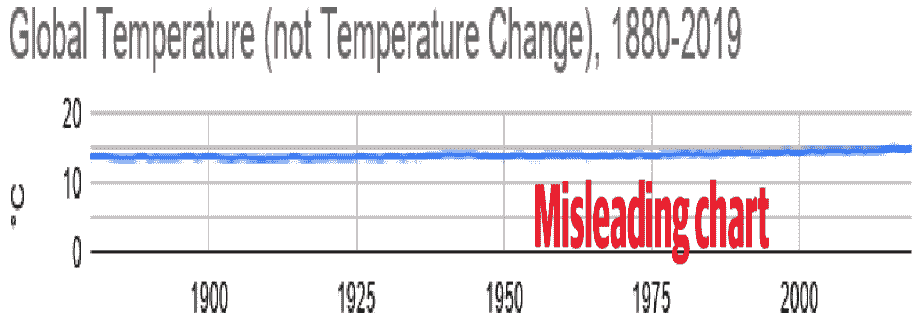 Global Temperature (not Temperature Change), 1880-2019
20
10
0
°C
Misleading chart
1900 1925 1950 1975 2000